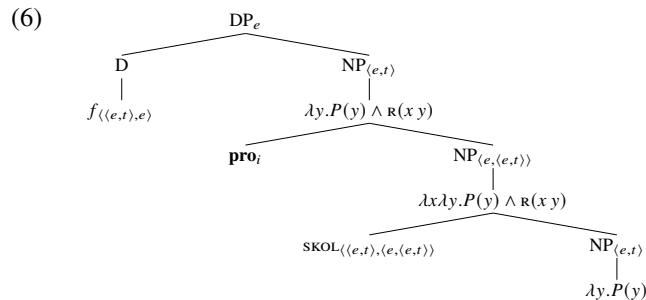 (6)
DP_e
D NP_⟨e,t⟩
f_⟨⟨e,t⟩,e⟩ λy.P(y) ∧ R(x y)
pro_i NP_⟨e,⟨e,t⟩⟩
λxλy.P(y) ∧ R(x y)
SKOL_⟨⟨e,t⟩,⟨e,⟨e,t⟩⟩ NP_⟨e,t⟩
λy.P(y)